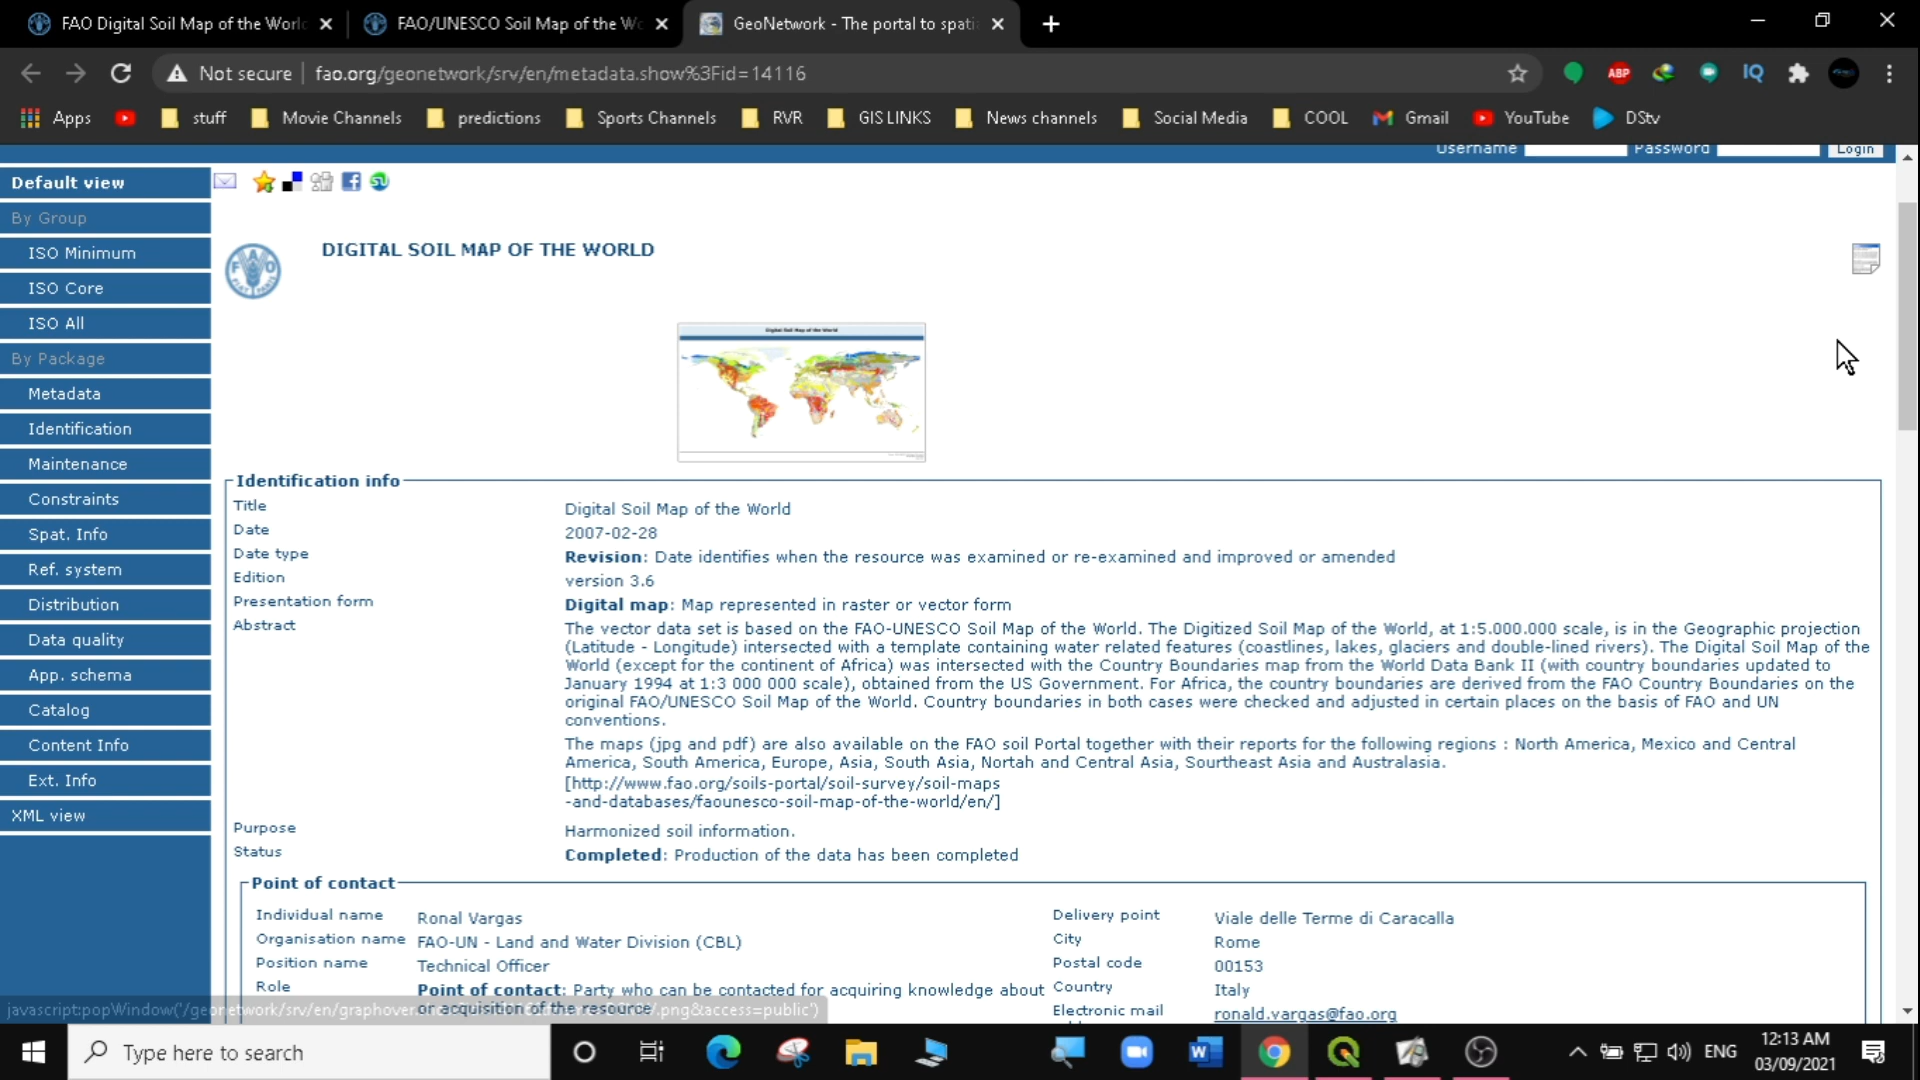 FAO Digital Soil Map of the World
FAO/UNESCO Soil Map of the Wo
GeoNetwork - The portal to spati
Not secure
fao.org/geonetwork/srv/en/metadata.show%3Fid=14116
ABP
IQ
Apps
stuff
Movie Channels
predictions
Sports Channels
RVR
GIS LINKS
News channels
Social Media
COOL
Gmail
YouTube
DStv
Username
Password
Login
Default view
By Group
ISO Minimum
ISO Core
ISO All
By Package
Metadata
Identification
Maintenance
Constraints
Spat. Info
Ref. system
Distribution
Data quality
App. schema
Catalog
Content Info
Ext. Info
XML view
DIGITAL SOIL MAP OF THE WORLD
Digital Soil Map of the World
Identification info
Title
Digital Soil Map of the World
Date
2007-02-28
Date type
Revision: Date identifies when the resource was examined or re-examined and improved or amended
Edition
version 3.6
Presentation form
Digital map: Map represented in raster or vector form
Abstract
The vector data set is based on the FAO-UNESCO Soil Map of the World. The Digitized Soil Map of the World, at 1:5.000.000 scale, is in the Geographic projection
(Latitude - Longitude) intersected with a template containing water related features (coastlines, lakes, glaciers and double-lined rivers). The Digital Soil Map of the
World (except for the continent of Africa) was intersected with the Country Boundaries map from the World Data Bank II (with country boundaries updated to
January 1994 at 1:3 000 000 scale), obtained from the US Government. For Africa, the country boundaries are derived from the FAO Country Boundaries on the
original FAO/UNESCO Soil Map of the World. Country boundaries in both cases were checked and adjusted in certain places on the basis of FAO and UN
conventions.
The maps (jpg and pdf) are also available on the FAO soil Portal together with their reports for the following regions : North America, Mexico and Central
America, South America, Europe, Asia, South Asia, Nortah and Central Asia, Sourtheast Asia and Australasia.
[http://www.fao.org/soils-portal/soil-survey/soil-maps
-and-databases/faounesco-soil-map-of-the-world/en/]
Purpose
Harmonized soil information.
Status
Completed: Production of the data has been completed
Point of contact
Individual name
Ronal Vargas
Delivery point
Viale delle Terme di Caracalla
Organisation name
FAO-UN - Land and Water Division (CBL)
City
Rome
Position name
Technical Officer
Postal code
00153
Role
Point of contact: Party who can be contacted for acquiring knowledge about
or acquisition of the resource
Country
Italy
Electronic mail
ronald.vargas@fao.org
javascript:popWindow('/geonetwork/srv/en/graphover.
.png&access=public')
Type here to search
ENG
12:13 AM
03/09/2021